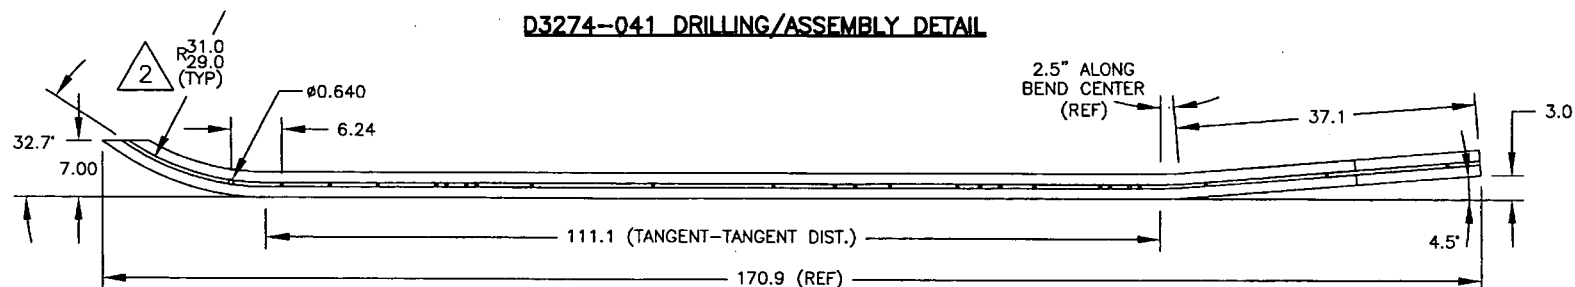 D3274-041 DRILLING/ASSEMBLY DETAIL
2
R31.0
29.0
(TYP)
ø0.640
6.24
32.7°
7.00
2.5" ALONG
BEND CENTER
(REF)
37.1
3.0
4.5°
111.1 (TANGENT-TANGENT DIST.)
170.9 (REF)